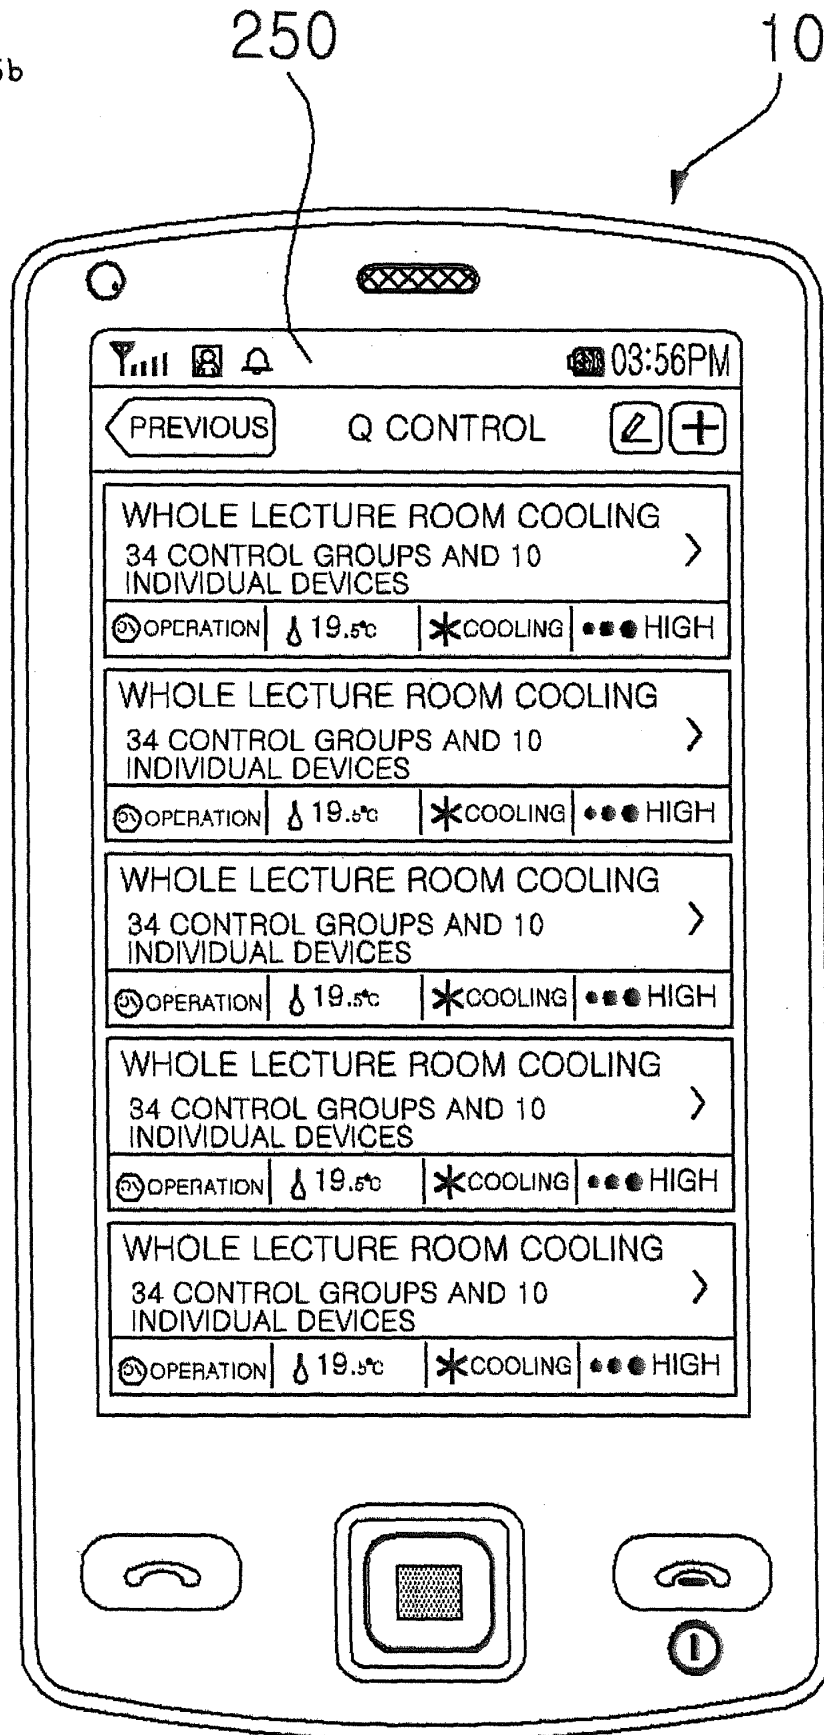 250
10
03:56PM
PREVIOUS Q CONTROL
WHOLE LECTURE ROOM COOLING
34 CONTROL GROUPS AND 10
INDIVIDUAL DEVICES
OPERATION 19.5°C COOLING HIGH
WHOLE LECTURE ROOM COOLING
34 CONTROL GROUPS AND 10
INDIVIDUAL DEVICES
OPERATION 19.5°C COOLING HIGH
WHOLE LECTURE ROOM COOLING
34 CONTROL GROUPS AND 10
INDIVIDUAL DEVICES
OPERATION 19.5°C COOLING HIGH
WHOLE LECTURE ROOM COOLING
34 CONTROL GROUPS AND 10
INDIVIDUAL DEVICES
OPERATION 19.5°C COOLING HIGH
WHOLE LECTURE ROOM COOLING
34 CONTROL GROUPS AND 10
INDIVIDUAL DEVICES
OPERATION 19.5°C COOLING HIGH